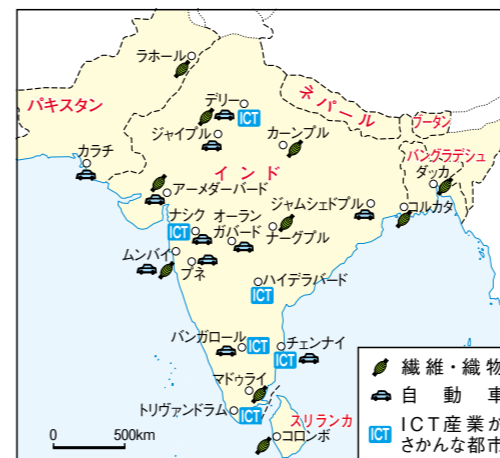 ラホール
パキスタン
デリー
ICT
ネパール
ブータン
ジャイプル
カーンプル
カラチ
インド
バングラデシュ
ダッカ
アーメダーバード
ジャムシェドプル
コルカタ
ナシク
ICT
オーラン
ガバード
ナーグプル
ムンバイ
プネ
ハイデラバード
ICT
バンガロール
ICT
チェンナイ
ICT
マドゥライ
トリヴァンドラム
ICT
スリランカ
コロンボ
0 500km
繊維・織物
自動車
ICT
ICT産業が
さかんな都市